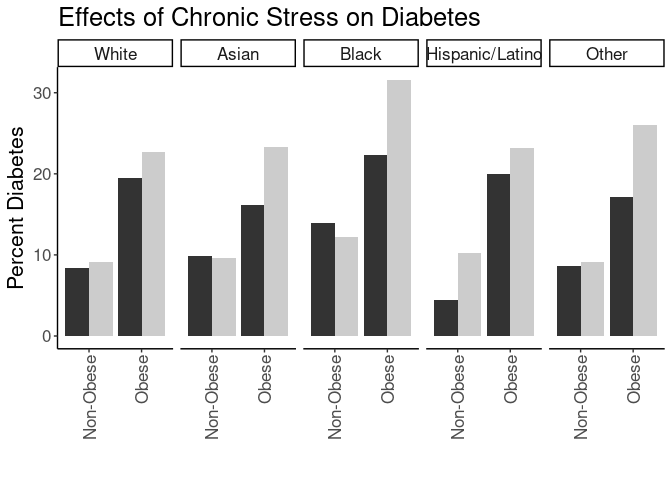 Effects of Chronic Stress on Diabetes
White Asian Black Hispanic/Latino Other
Percent Diabetes
30
20
10
0
Non-Obese Obese Non-Obese Obese Non-Obese Obese Non-Obese Obese Non-Obese Obese